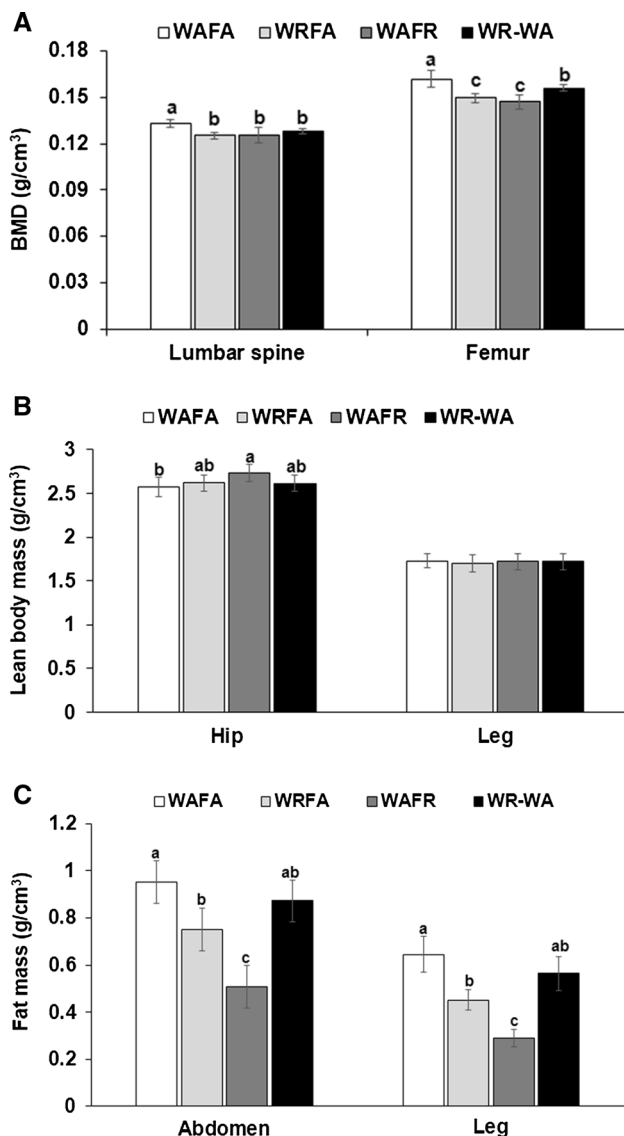 A
WAFA WRFA WAFR WR-WA
0.18
0.15
0.12
0.09
0.06
0.03
0
BMD (g/cm³)
a b b b
a c c b
Lumbar spine Femur
B
WAFA WRFA WAFR WR-WA
3
2.5
2
1.5
1
0.5
0
Lean body mass (g/cm³)
b ab a ab
Hip Leg
C
WAFA WRFA WAFR WR-WA
1.2
1
0.8
0.6
0.4
0.2
0
Fat mass (g/cm³)
a b c ab
a b c ab
Abdomen Leg